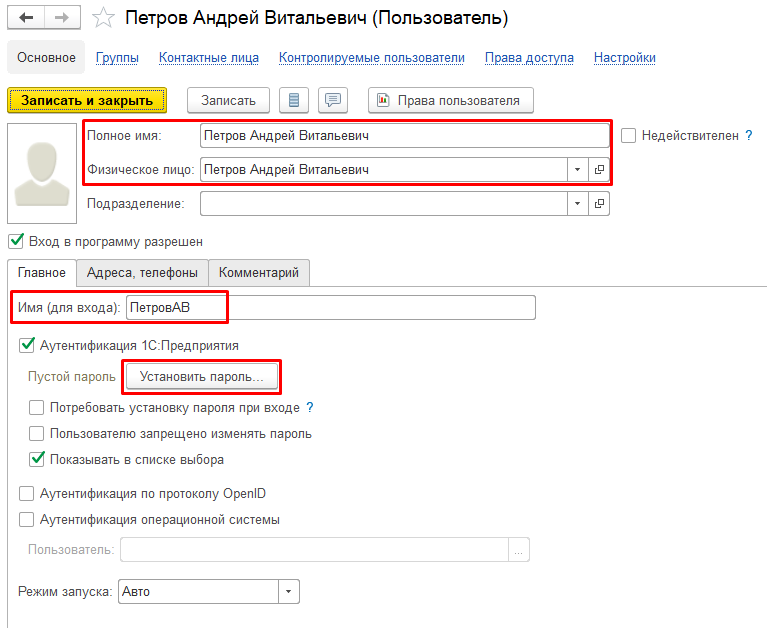 Петров Андрей Витальевич (Пользователь)
Основное Группы Контактные лица Контролируемые пользователи Права доступа Настройки
Записать и закрыть Записать Права пользователя
Полное имя: Петров Андрей Витальевич Недействителен ?
Физическое лицо: Петров Андрей Витальевич
Подразделение:
Вход в программу разрешен
Главное Адреса, телефоны Комментарий
Имя (для входа): ПетровАВ
Аутентификация 1С:Предприятия
Пустой пароль Установить пароль...
Потребовать установку пароля при входе ?
Пользователю запрещено изменять пароль
Показывать в списке выбора
Аутентификация по протоколу OpenID
Аутентификация операционной системы
Пользователь: ...
Режим запуска: Авто